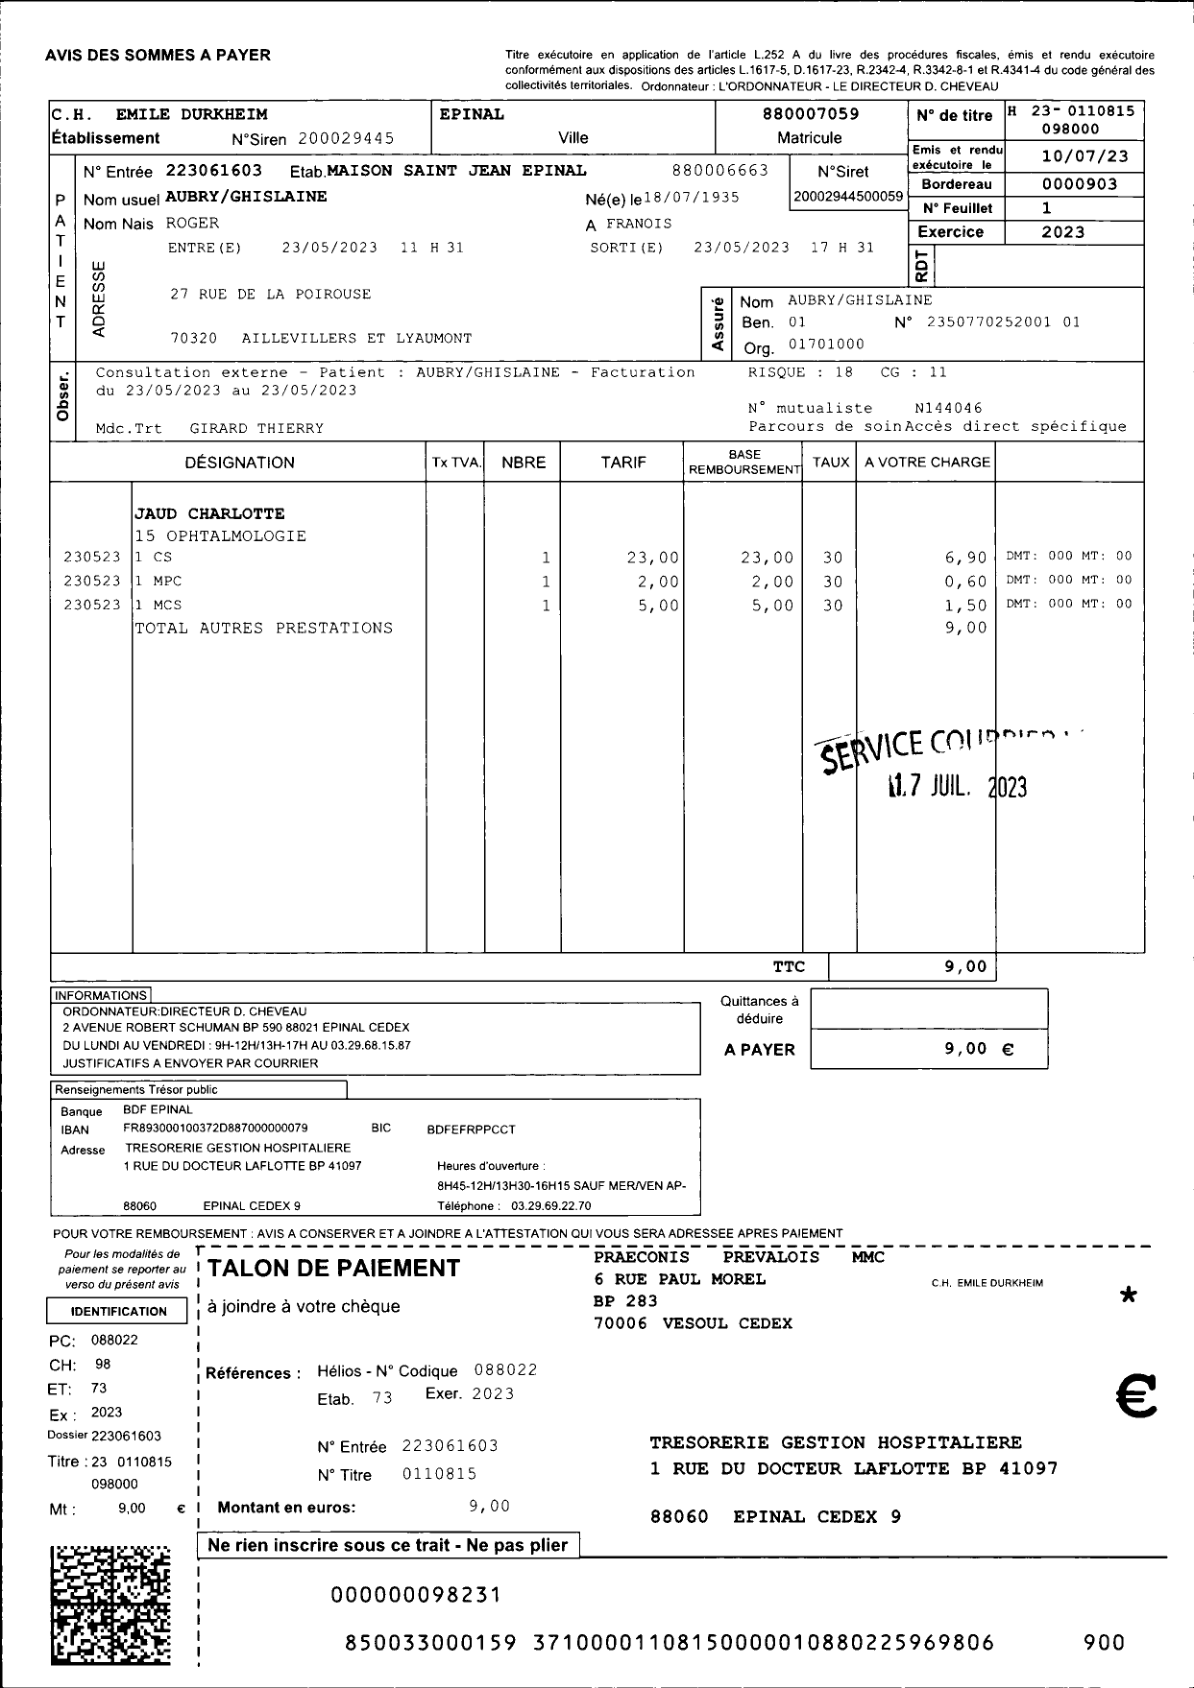 AVIS DES SOMMES A PAYER
Titre exécutoire en application de l'article L.252 A du livre des procédures fiscales, émis et rendu exécutoire
conformément aux dispositions des articles L.1617-5, D.1617-23, R.2342-4, R.3342-8-1 et R.4341-4 du code général des
collectivités territoriales. Ordonnateur : L'ORDONNATEUR - LE DIRECTEUR D. CHEVEAU
C.H. EMILE DURKHEIM EPINAL 880007059 N° de titre H 23- 0110815
098000
Établissement N°Siren 200029445 Ville Matricule
Emis et rendu
exécutoire le 10/07/23
N° Entrée 223061603 Etab. MAISON SAINT JEAN EPINAL 880006663 N°Siret
Bordereau 0000903
Nom usuel AUBRY/GHISLAINE Né(e) le 18/07/1935 20002944500059
N° Feuillet 1
Nom Nais ROGER A FRANOIS
Exercice 2023
PATIENT
ENTRE(E) 23/05/2023 11 H 31 SORTI(E) 23/05/2023 17 H 31
RDT
ADRESSE
27 RUE DE LA POIROUSE
70320 AILLEVILLERS ET LYAUMONT
Assuré
Nom AUBRY/GHISLAINE
Ben. 01 N° 2350770252001 01
Org. 01701000
Obser.
Consultation externe - Patient : AUBRY/GHISLAINE - Facturation RISQUE : 18 CG : 11
du 23/05/2023 au 23/05/2023
N° mutualiste N144046
Mdc.Trt GIRARD THIERRY Parcours de soin Accès direct spécifique
DÉSIGNATION Tx TVA. NBRE TARIF BASE REMBOURSEMENT TAUX A VOTRE CHARGE
JAUD CHARLOTTE
15 OPHTALMOLOGIE
230523 1 CS 1 23,00 23,00 30 6,90 DMT: 000 MT: 00
230523 1 MPC 1 2,00 2,00 30 0,60 DMT: 000 MT: 00
230523 1 MCS 1 5,00 5,00 30 1,50 DMT: 000 MT: 00
TOTAL AUTRES PRESTATIONS 9,00
SERVICE
17 JUIL. 2023
TTC 9,00
INFORMATIONS
ORDONNATEUR:DIRECTEUR D. CHEVEAU
2 AVENUE ROBERT SCHUMAN BP 590 88021 EPINAL CEDEX
DU LUNDI AU VENDREDI : 9H-12H/13H-17H AU 03.29.68.15.87
JUSTIFICATIFS A ENVOYER PAR COURRIER
Quittances à
déduire
A PAYER 9,00 €
Renseignements Trésor public
Banque BDF EPINAL
IBAN FR893000100372D887000000079 BIC BDFEFRPPCCT
Adresse TRESORERIE GESTION HOSPITALIERE
1 RUE DU DOCTEUR LAFLOTTE BP 41097 Heures d'ouverture :
8H45-12H/13H30-16H15 SAUF MER/VEN AP-
88060 EPINAL CEDEX 9 Téléphone : 03.29.69.22.70
POUR VOTRE REMBOURSEMENT : AVIS A CONSERVER ET A JOINDRE A L'ATTESTATION QUI VOUS SERA ADRESSEE APRES PAIEMENT
Pour les modalités de
paiement se reporter au
verso du présent avis
IDENTIFICATION
PC: 088022
CH: 98
ET: 73
Ex : 2023
Dossier 223061603
Titre : 23 0110815
098000
Mt : 9,00 €
TALON DE PAIEMENT
à joindre à votre chèque
PRAECONIS PREVALOIS MMC
6 RUE PAUL MOREL
BP 283
70006 VESOUL CEDEX
C.H. EMILE DURKHEIM
*
Références : Hélios - N° Codique 088022
Etab. 73 Exer. 2023
€
N° Entrée 223061603
N° Titre 0110815
Montant en euros: 9,00
TRESORERIE GESTION HOSPITALIERE
1 RUE DU DOCTEUR LAFLOTTE BP 41097
88060 EPINAL CEDEX 9
Ne rien inscrire sous ce trait - Ne pas plier
000000098231
850033000159 371000011081500000108802259698​06 900